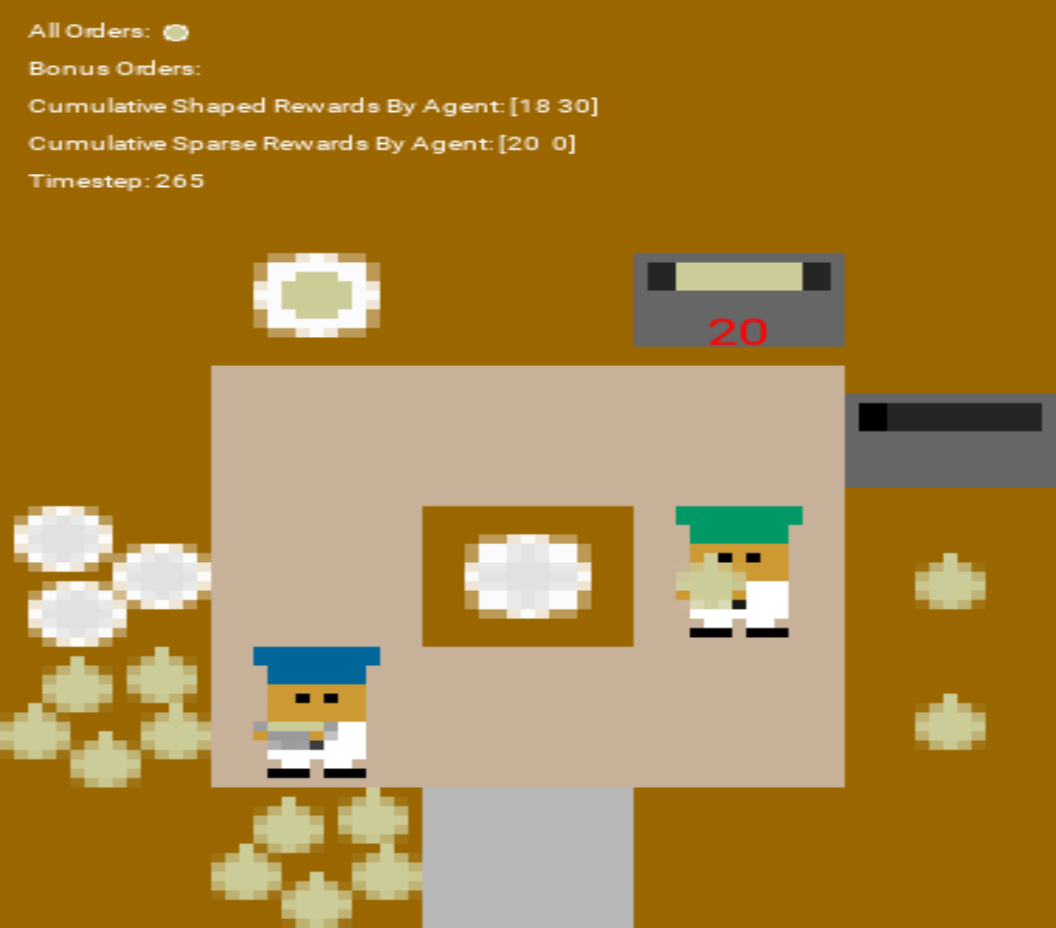 All Orders:
Bonus Orders:
Cumulative Shaped Rewards By Agent: [18 30]
Cumulative Sparse Rewards By Agent: [20  0]
Timestep: 265
20